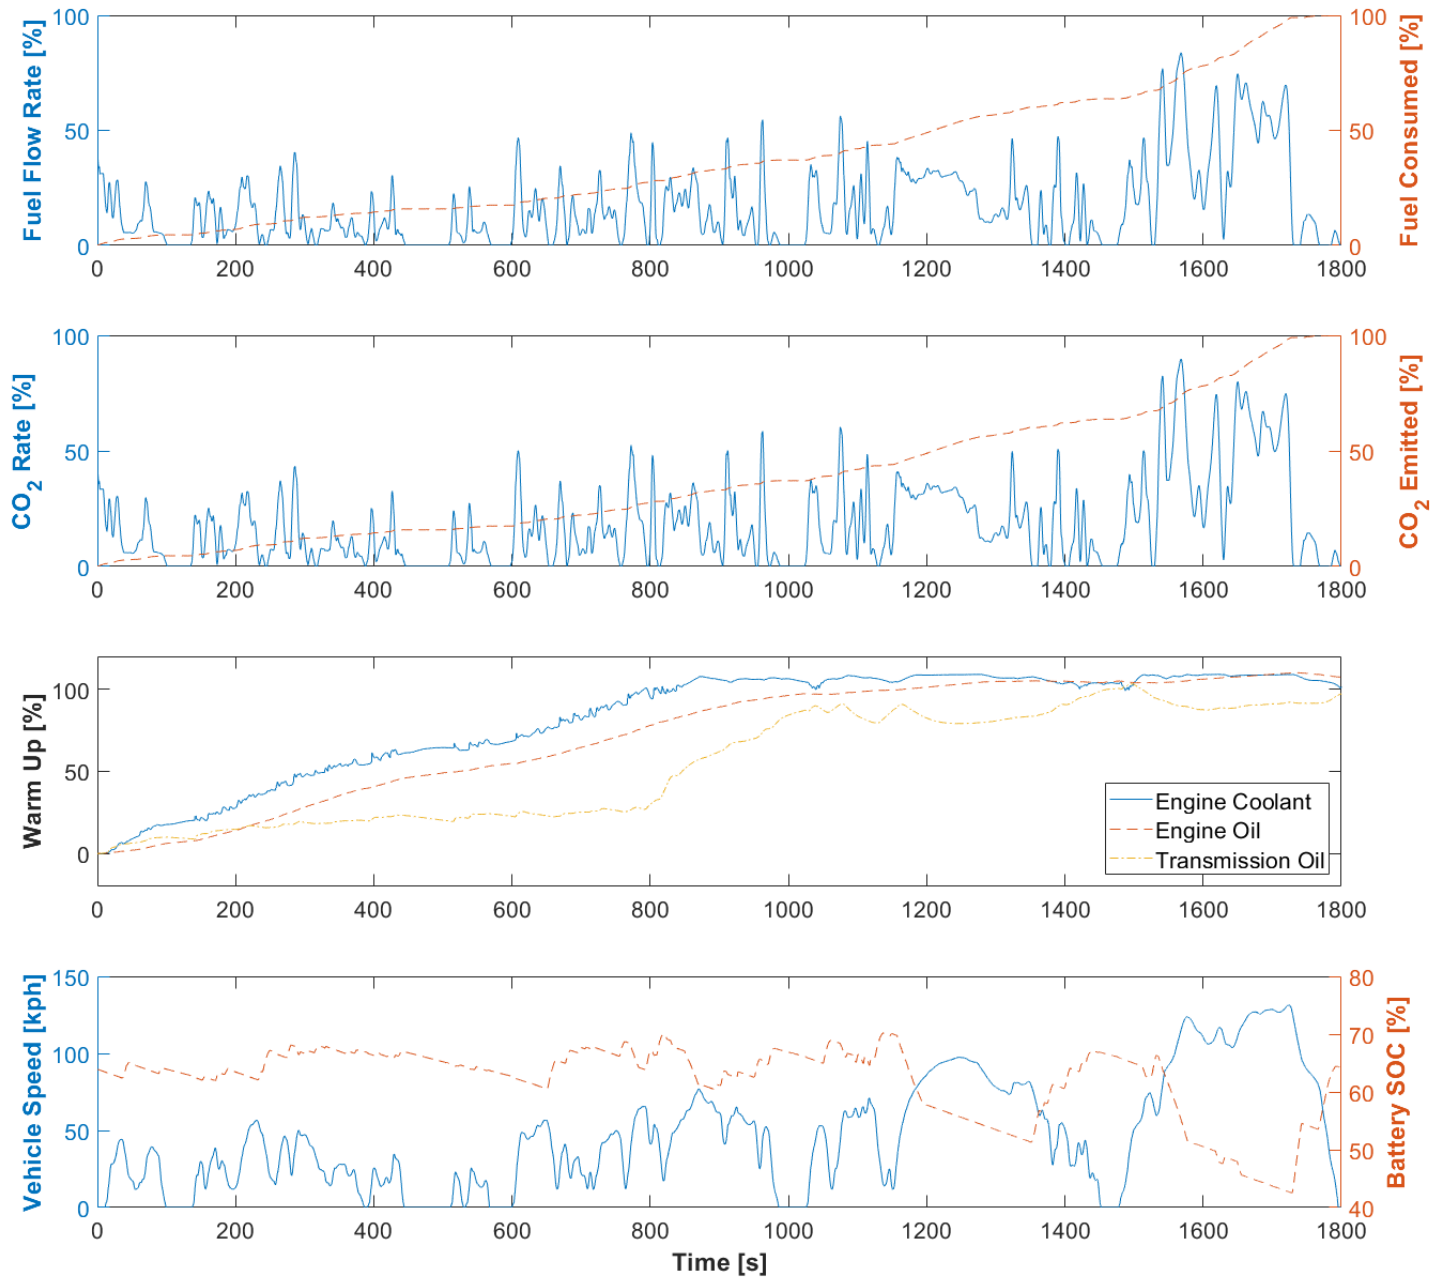 Fuel Flow Rate [%]
100
50
0
Fuel Consumed [%]
100
50
0
0 200 400 600 800 1000 1200 1400 1600 1800
CO2 Rate [%]
100
50
0
CO2 Emitted [%]
100
50
0
0 200 400 600 800 1000 1200 1400 1600 1800
Warm Up [%]
100
50
0
Engine Coolant
Engine Oil
Transmission Oil
0 200 400 600 800 1000 1200 1400 1600 1800
Vehicle Speed [kph]
150
100
50
0
Battery SOC [%]
80
70
60
50
40
0 200 400 600 800 1000 1200 1400 1600 1800
Time [s]